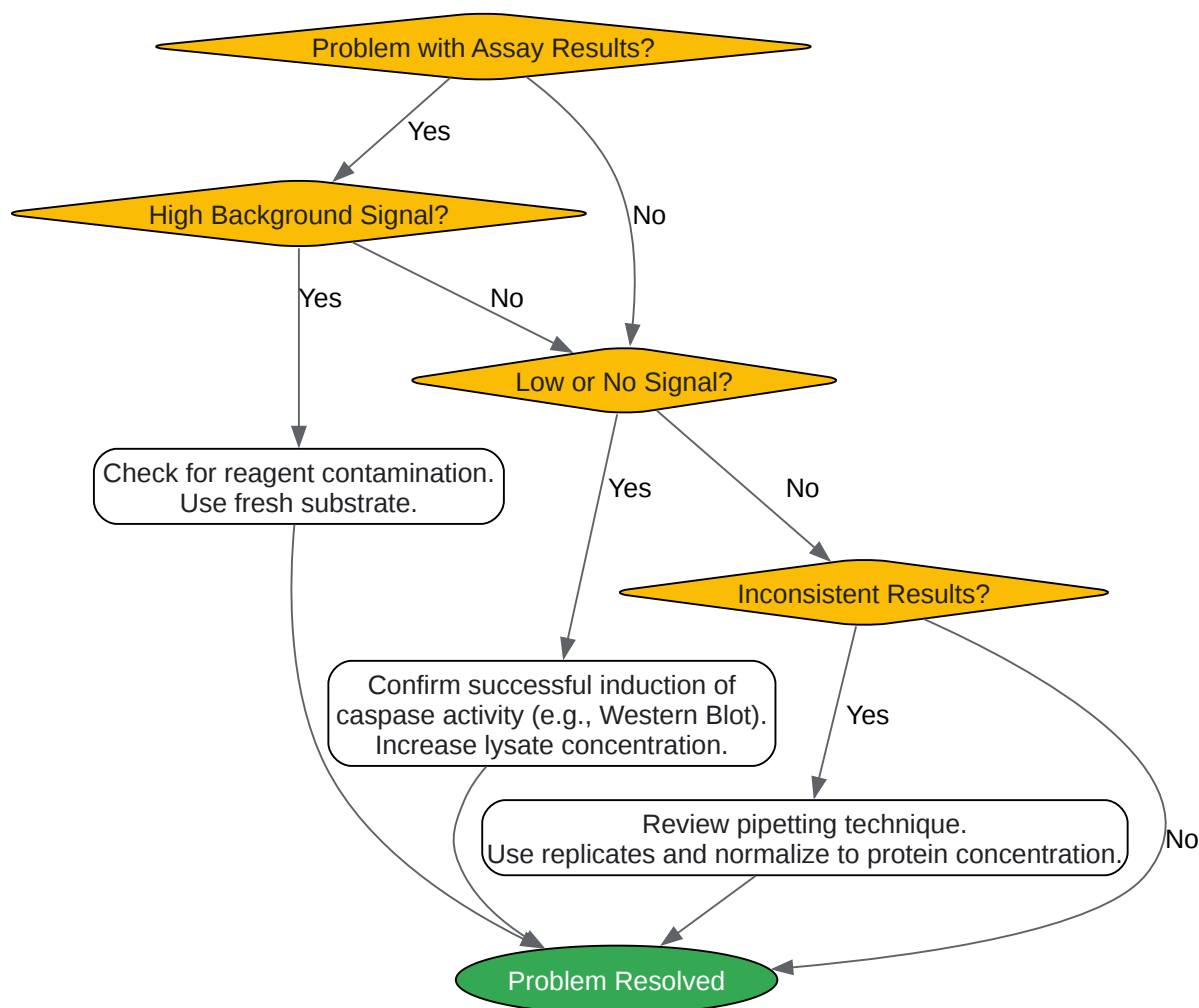 Problem with Assay Results?
Yes
High Background Signal?
No
Yes
No
Low or No Signal?
Check for reagent contamination.
Use fresh substrate.
Yes
No
Inconsistent Results?
Confirm successful induction of
caspase activity (e.g., Western Blot).
Increase lysate concentration.
Yes
Review pipetting technique.
Use replicates and normalize to protein concentration.
No
Problem Resolved